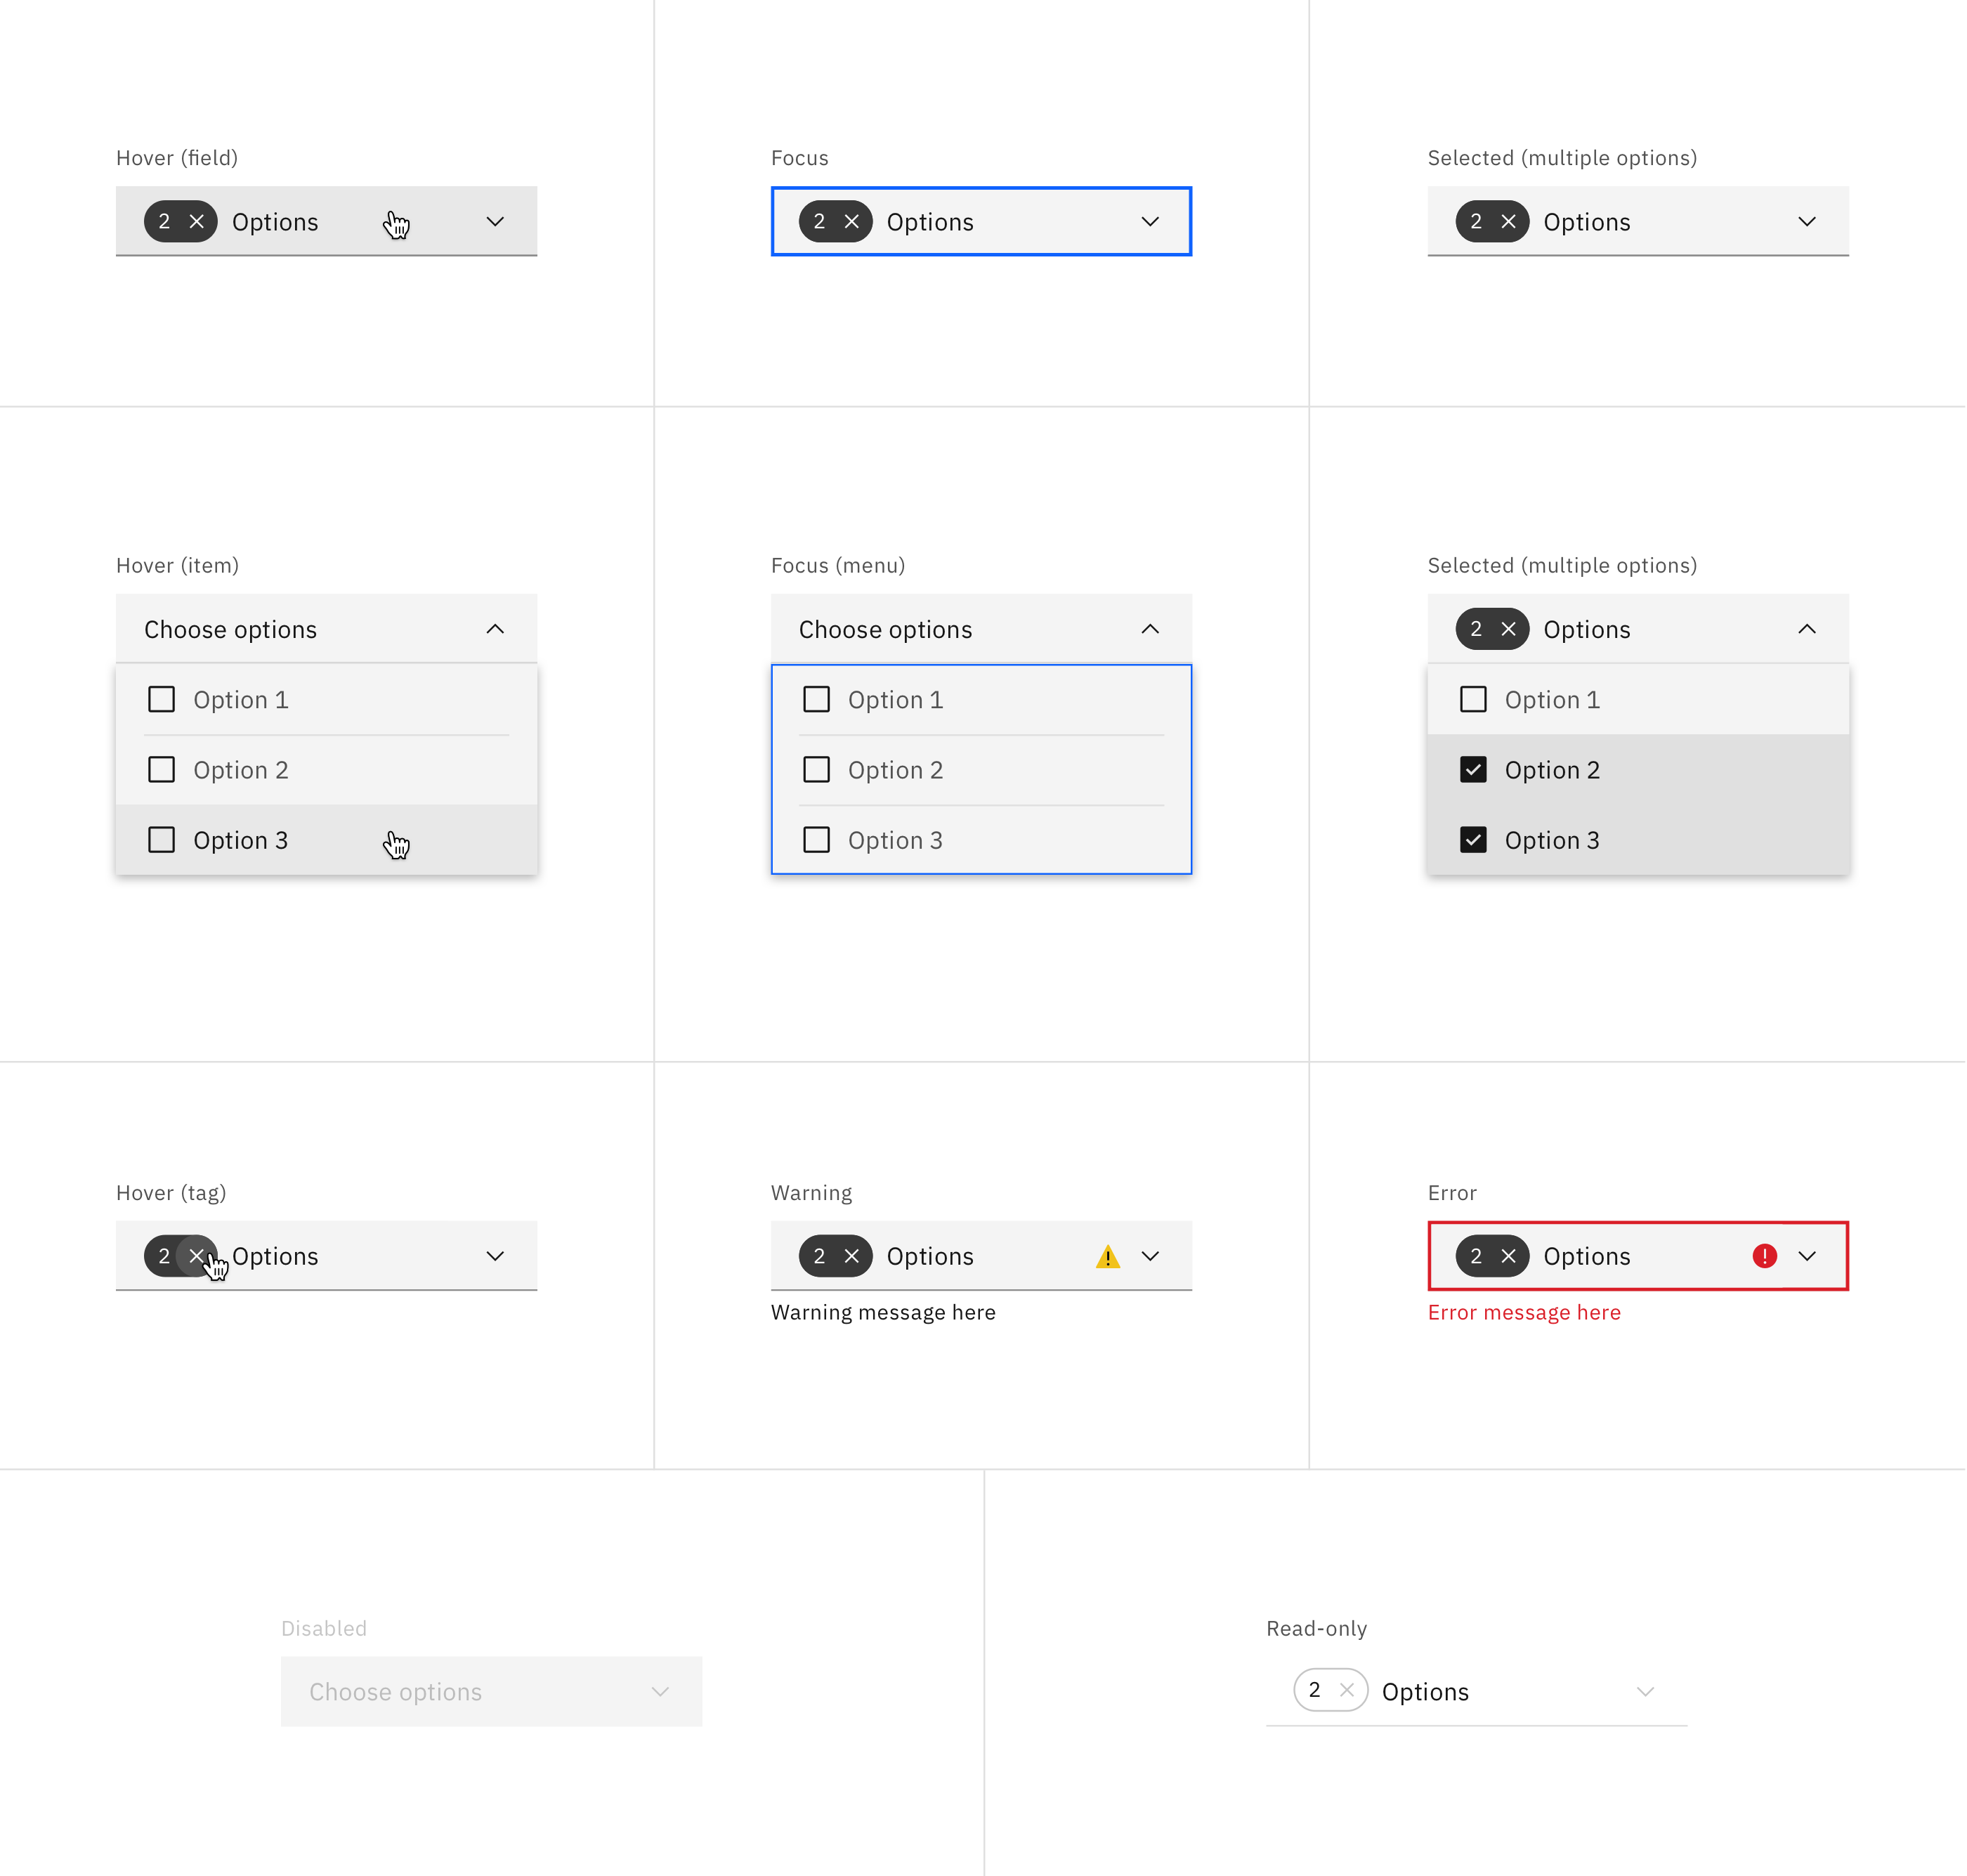 Hover (field)
2 Options
Focus
2 Options
Selected (multiple options)
2 Options
Hover (item)
Choose options
Option 1
Option 2
Option 3
Focus (menu)
Choose options
Option 1
Option 2
Option 3
Selected (multiple options)
2 Options
Option 1
Option 2
Option 3
Hover (tag)
2 Options
Warning
2 Options
Warning message here
Error
2 Options
Error message here
Disabled
Choose options
Read-only
2 Options